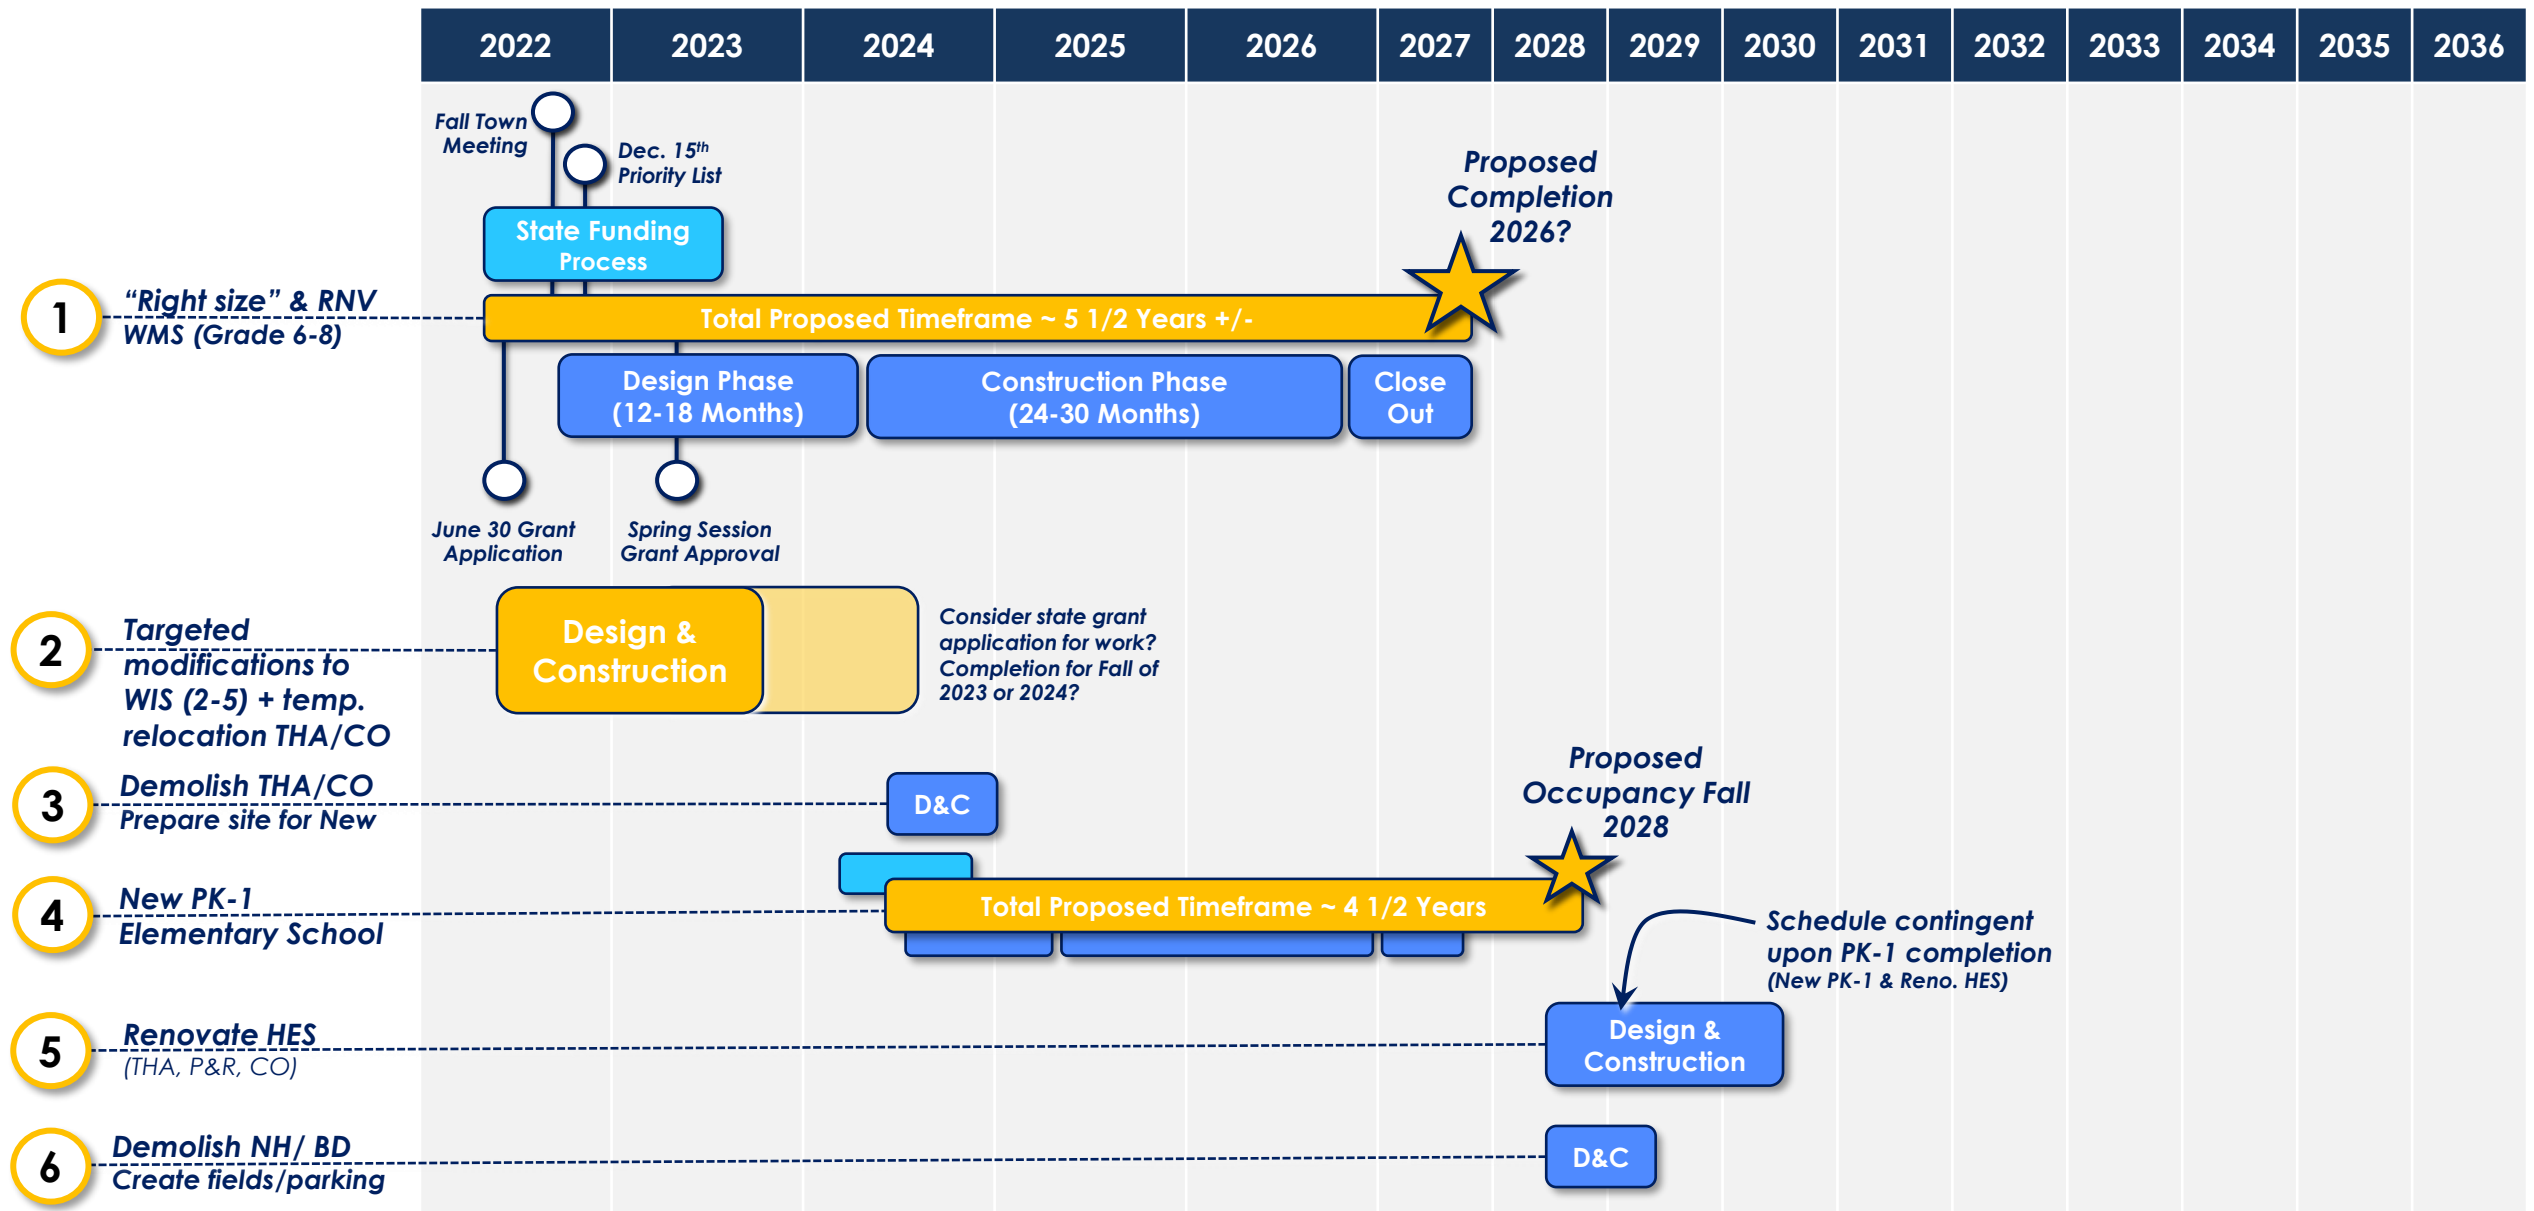 2022 2023 2024 2025 2026 2027 2028 2029 2030 2031 2032 2033 2034 2035 2036
Fall Town
Meeting
Dec. 15th
Priority List
Proposed
Completion
2026?
State Funding
Process
1
“Right size” & RNV
WMS (Grade 6-8)
Total Proposed Timeframe ~ 5 1/2 Years +/-
Design Phase
(12-18 Months)
Construction Phase
(24-30 Months)
Close
Out
June 30 Grant
Application
Spring Session
Grant Approval
2
Targeted
modifications to
WIS (2-5) + temp.
relocation THA/CO
Design &
Construction
Consider state grant
application for work?
Completion for Fall of
2023 or 2024?
3
Demolish THA/CO
Prepare site for New
D&C
Proposed
Occupancy Fall
2028
4
New PK-1
Elementary School
Total Proposed Timeframe ~ 4 1/2 Years
Schedule contingent
upon PK-1 completion
(New PK-1 & Reno. HES)
5
Renovate HES
(THA, P&R, CO)
Design &
Construction
6
Demolish NH/ BD
Create fields/parking
D&C